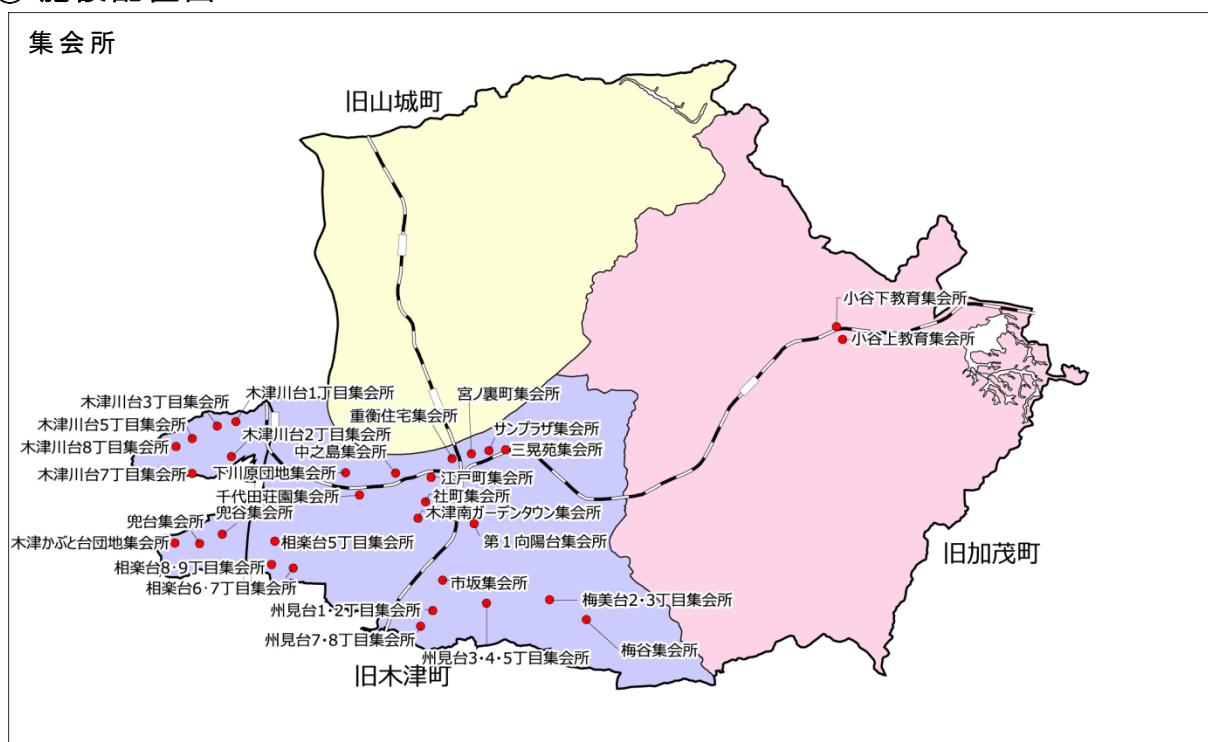 集会所
旧山城町
小谷下教育集会所
小谷上教育集会所
木津川台3丁目集会所
木津川台1丁目集会所
宮ノ裏町集会所
重衡住宅集会所
木津川台5丁目集会所
サンプラザ集会所
木津川台2丁目集会所
木津川台8丁目集会所
中之島集会所
三晃苑集会所
木津川台7丁目集会所
下川原団地集会所
江戸町集会所
千代田荘園集会所
社町集会所
兜谷集会所
木津南ガーデンタウン集会所
兜台集会所
木津かぶと台団地集会所
相楽台5丁目集会所
第1向陽台集会所
旧加茂町
相楽台8・9丁目集会所
相楽台6・7丁目集会所
市坂集会所
梅美台2・3丁目集会所
州見台1・2丁目集会所
州見台7・8丁目集会所
梅谷集会所
州見台3・4・5丁目集会所
旧木津町